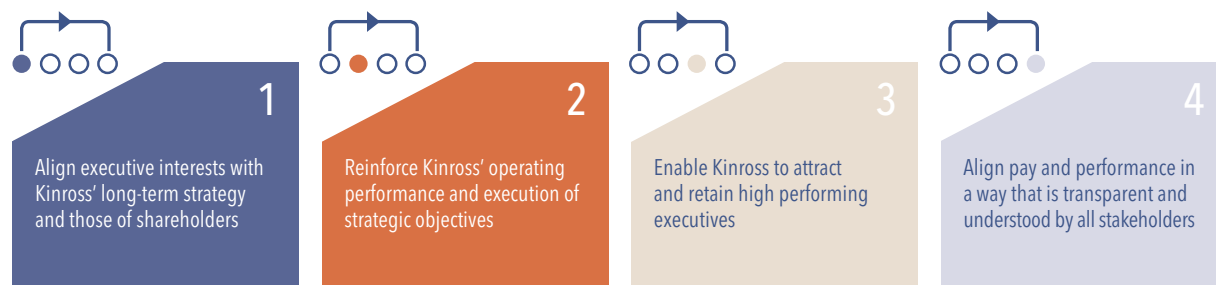 1
Align executive interests with
Kinross’ long-term strategy
and those of shareholders
2
Reinforce Kinross’ operating
performance and execution of
strategic objectives
3
Enable Kinross to attract
and retain high performing
executives
4
Align pay and performance in
a way that is transparent and
understood by all stakeholders